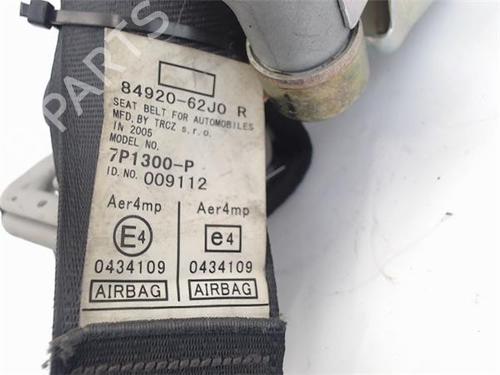 PARTS
84920-62J0 R
SEAT BELT FOR AUTOMOBILES
MFD. BY TRCZ s.r.o.
IN 2005
MODEL NO.
7P1300-P
ID. NO. 009112
Aer4mp Aer4mp
E4 e4
0434109 0434109
AIRBAG AIRBAG